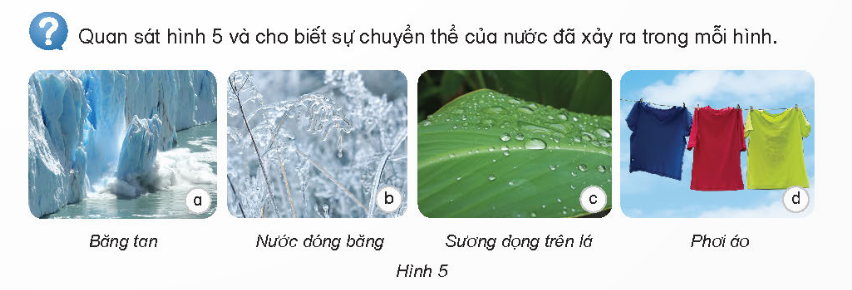 ?
Quan sát hình 5 và cho biết sự chuyển thể của nước đã xảy ra trong mỗi hình.
a
b
c
d
Băng tan
Nước đóng băng
Sương đọng trên lá
Phơi áo
Hình 5